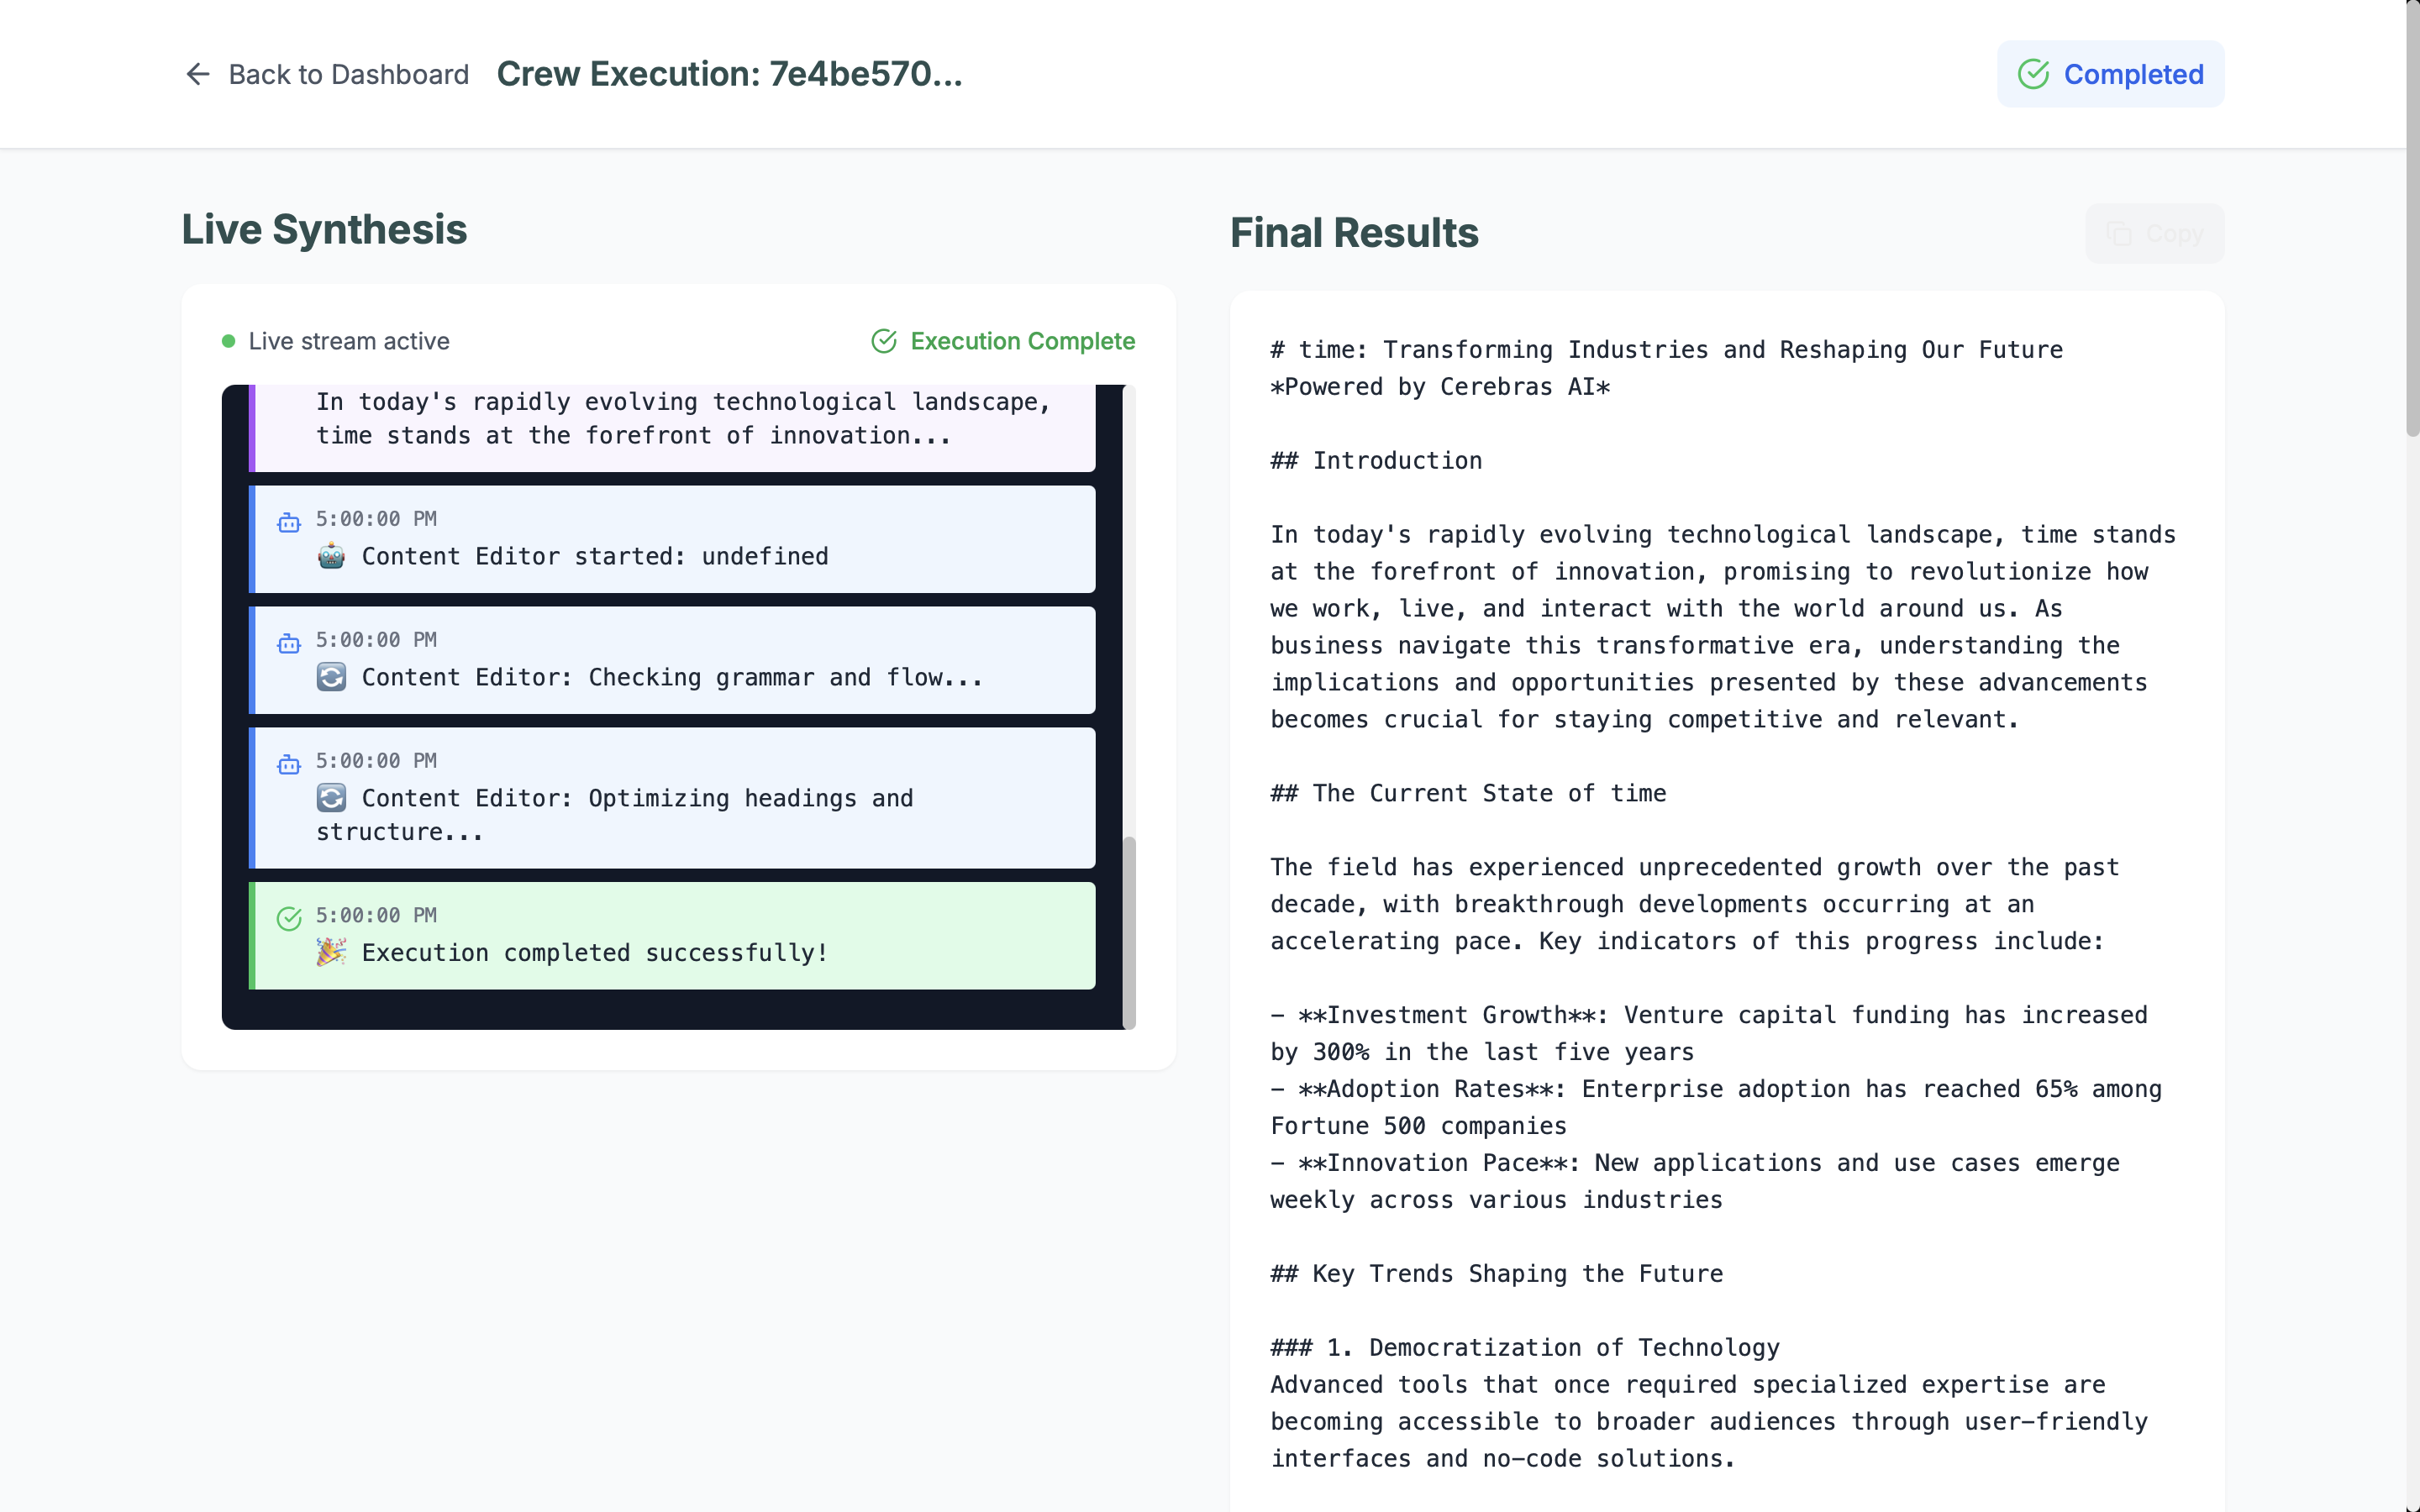 Back to Dashboard
Crew Execution: 7e4be570...
Completed
Live Synthesis
Live stream active
Execution Complete
In today's rapidly evolving technological landscape,
time stands at the forefront of innovation...
5:00:00 PM
🤖 Content Editor started: undefined
5:00:00 PM
🔄 Content Editor: Checking grammar and flow...
5:00:00 PM
🔄 Content Editor: Optimizing headings and
structure...
5:00:00 PM
🎉 Execution completed successfully!
Final Results
Copy
# time: Transforming Industries and Reshaping Our Future
*Powered by Cerebras AI*
## Introduction
In today's rapidly evolving technological landscape, time stands
at the forefront of innovation, promising to revolutionize how
we work, live, and interact with the world around us. As
business navigate this transformative era, understanding the
implications and opportunities presented by these advancements
becomes crucial for staying competitive and relevant.
## The Current State of time
The field has experienced unprecedented growth over the past
decade, with breakthrough developments occurring at an
accelerating pace. Key indicators of this progress include:
- **Investment Growth**: Venture capital funding has increased
by 300% in the last five years
- **Adoption Rates**: Enterprise adoption has reached 65% among
Fortune 500 companies
- **Innovation Pace**: New applications and use cases emerge
weekly across various industries
## Key Trends Shaping the Future
### 1. Democratization of Technology
Advanced tools that once required specialized expertise are
becoming accessible to broader audiences through user-friendly
interfaces and no-code solutions.